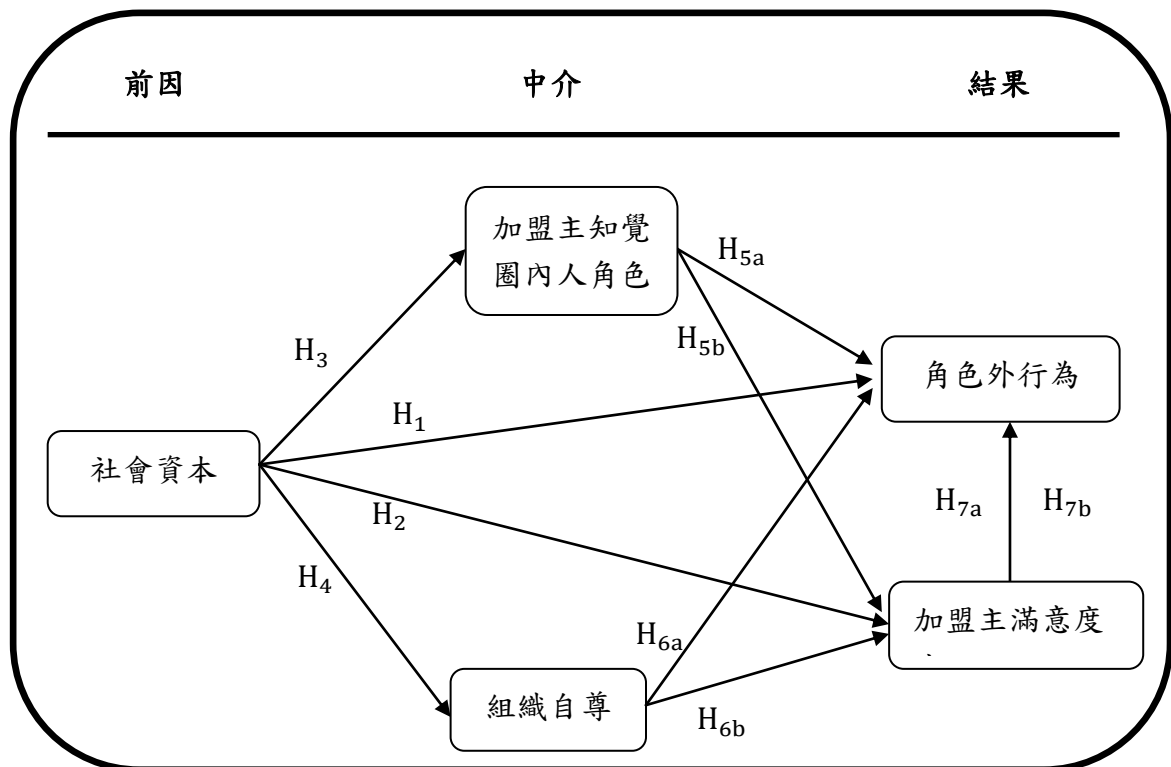 前因 中介 結果
加盟主知覺
圈內人角色
H5a
H5b
H3
角色外行為
H1
社會資本
H7a H7b
H2
H4
加盟主滿意度
H6a
組織自尊
H6b